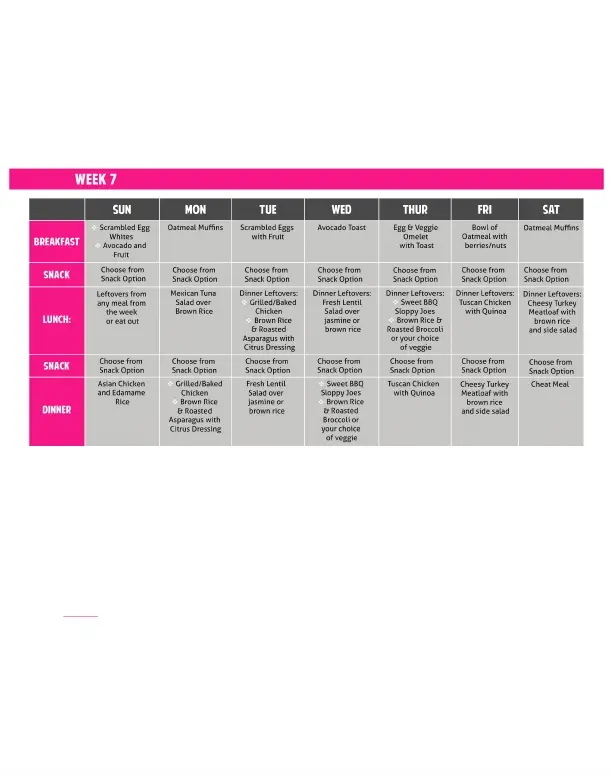 WEEK 7
SUN MON TUE WED THUR FRI SAT
BREAKFAST
Scrambled Egg
Whites
Avocado and
Fruit
Oatmeal Muffins
Scrambled Eggs
with Fruit
Avocado Toast
Egg & Veggie
Omelet
with Toast
Bowl of
Oatmeal with
berries/nuts
Oatmeal Muffins
SNACK
Choose from
Snack Option
Choose from
Snack Option
Choose from
Snack Option
Choose from
Snack Option
Choose from
Snack Option
Choose from
Snack Option
Choose from
Snack Option
LUNCH:
Leftovers from
any meal from
the week
or eat out
Mexican Tuna
Salad over
Brown Rice
Dinner Leftovers:
Grilled/Baked
Chicken
Brown Rice
& Roasted
Asparagus with
Citrus Dressing
Dinner Leftovers:
Fresh Lentil
Salad over
jasmine or
brown rice
Dinner Leftovers:
Sweet BBQ
Sloppy Joes
Brown Rice &
Roasted Broccoli
or your choice
of veggie
Dinner Leftovers:
Tuscan Chicken
with Quinoa
Dinner Leftovers:
Cheesy Turkey
Meatloaf with
brown rice
and side salad
SNACK
Choose from
Snack Option
Choose from
Snack Option
Choose from
Snack Option
Choose from
Snack Option
Choose from
Snack Option
Choose from
Snack Option
Choose from
Snack Option
DINNER
Asian Chicken
and Edamame
Rice
Grilled/Baked
Chicken
Brown Rice
& Roasted
Asparagus with
Citrus Dressing
Fresh Lentil
Salad over
jasmine or
brown rice
Sweet BBQ
Sloppy Joes
Brown Rice
& Roasted
Broccoli or
your choice
of veggie
Tuscan Chicken
with Quinoa
Cheesy Turkey
Meatloaf with
brown rice
and side salad
Cheat Meal